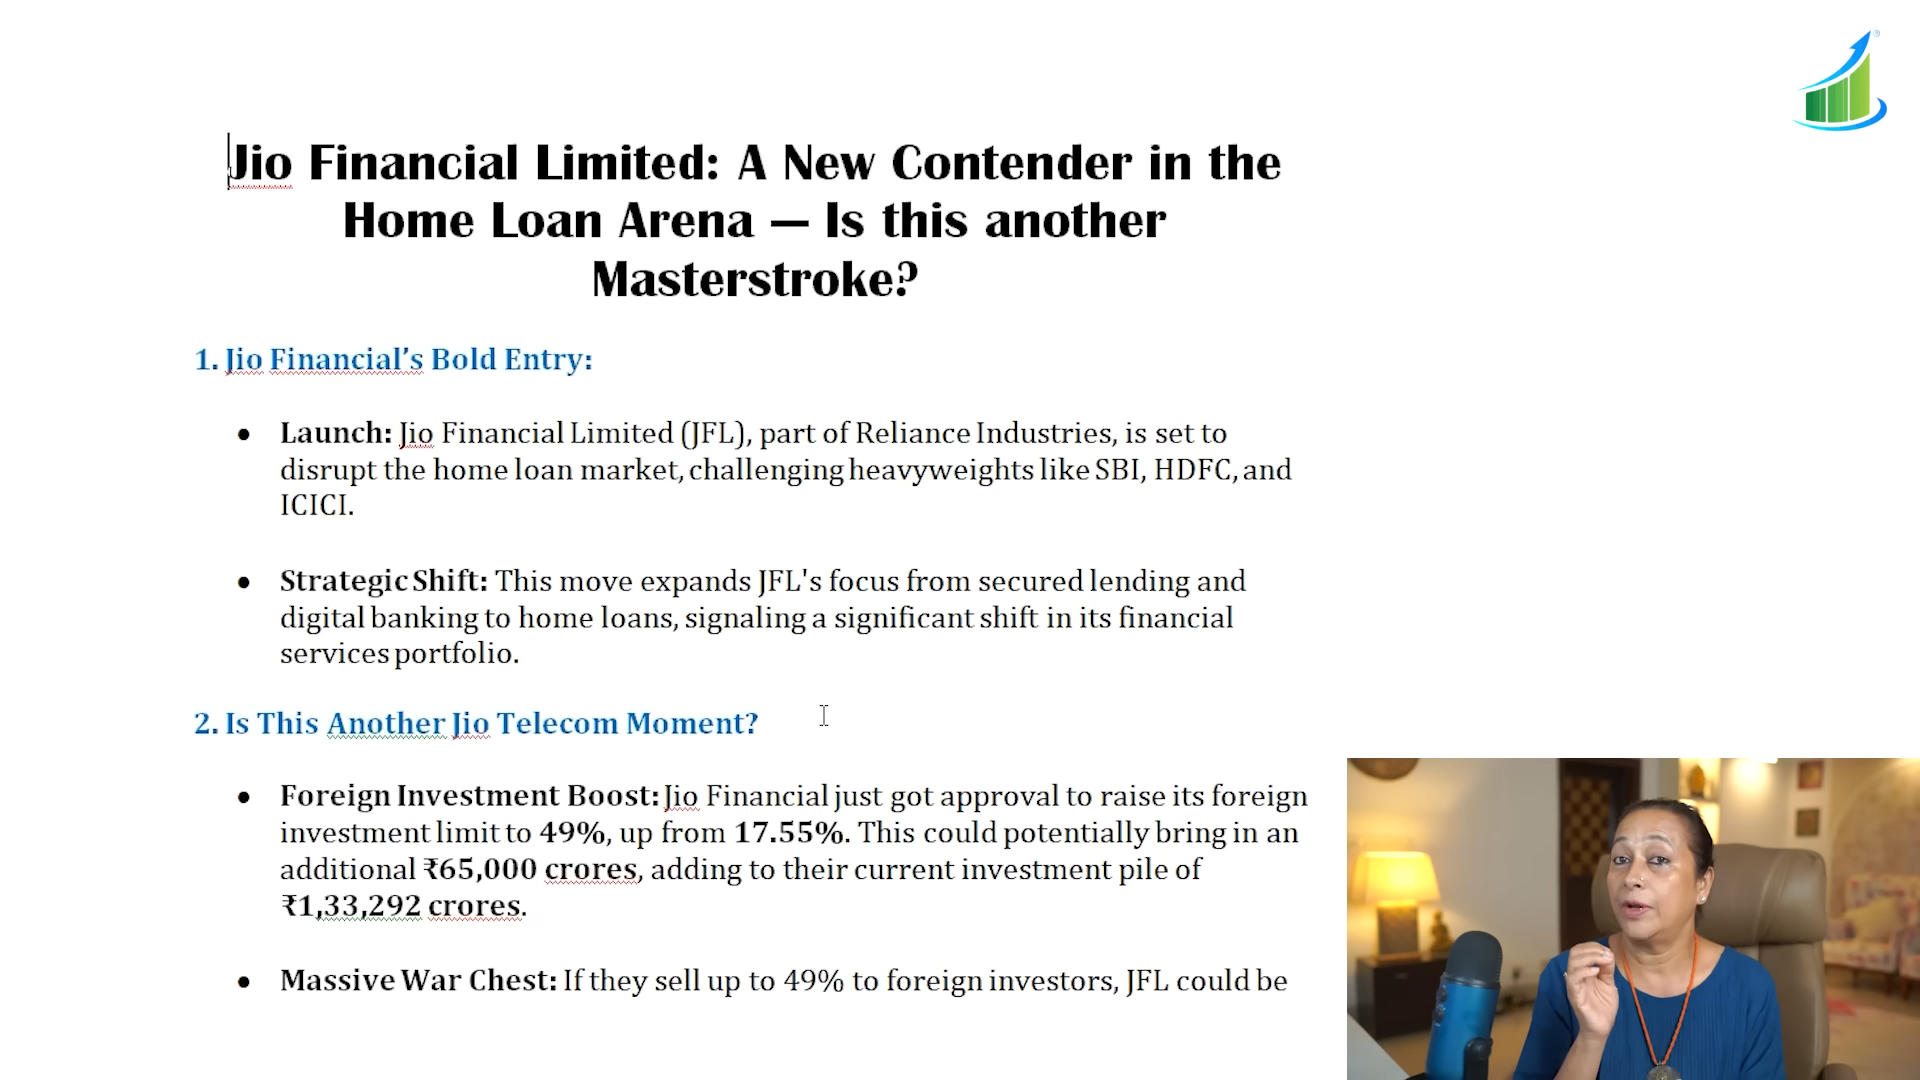 Jio Financial Limited: A New Contender in the
Home Loan Arena — Is this another
Masterstroke?
1. Jio Financial’s Bold Entry:
• Launch: Jio Financial Limited (JFL), part of Reliance Industries, is set to
disrupt the home loan market, challenging heavyweights like SBI, HDFC, and
ICICI.
• Strategic Shift: This move expands JFL's focus from secured lending and
digital banking to home loans, signaling a significant shift in its financial
services portfolio.
2. Is This Another Jio Telecom Moment?
• Foreign Investment Boost: Jio Financial just got approval to raise its foreign
investment limit to 49%, up from 17.55%. This could potentially bring in an
additional ₹65,000 crores, adding to their current investment pile of
₹1,33,292 crores.
• Massive War Chest: If they sell up to 49% to foreign investors, JFL could be